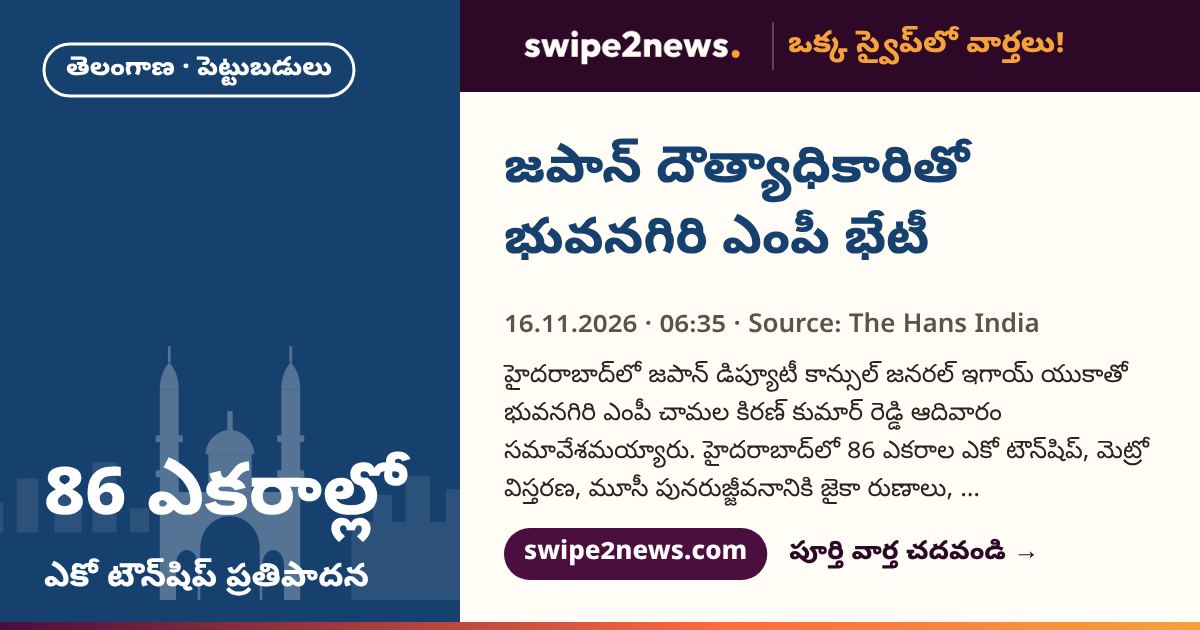 తెలంగాణ · పెట్టుబడులు
86 ఎకరాల్లో
ఎకో టౌన్‌షిప్ ప్రతిపాదన
swipe2news. | ఒక్క స్వైప్‌లో వార్తలు!
జపాన్ దౌత్యాధికారితో
భువనగిరి ఎంపీ భేటీ
16.11.2026 · 06:35 · Source: The Hans India
హైదరాబాద్‌లో జపాన్ డిప్యూటీ కాన్సుల్ జనరల్ ఇగాయ్ యుకాతో
భువనగిరి ఎంపీ చామల కిరణ్ కుమార్ రెడ్డి ఆదివారం
సమావేశమయ్యారు. హైదరాబాద్‌లో 86 ఎకరాల ఎకో టౌన్‌షిప్, మెట్రో
విస్తరణ, మూసీ పునరుజ్జీవనానికి జైకా రుణాలు, ...
swipe2news.com పూర్తి వార్త చదవండి →